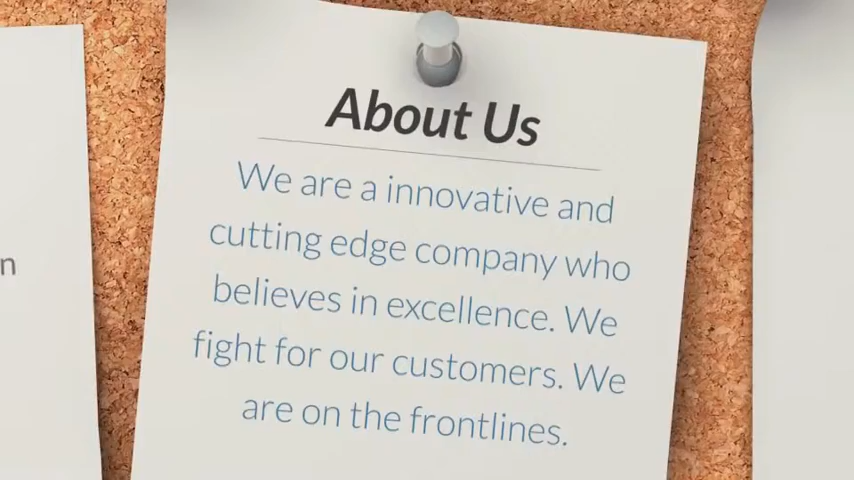 About Us
We are a innovative and
cutting edge company who
believes in excellence. We
fight for our customers. We
are on the frontlines.
n